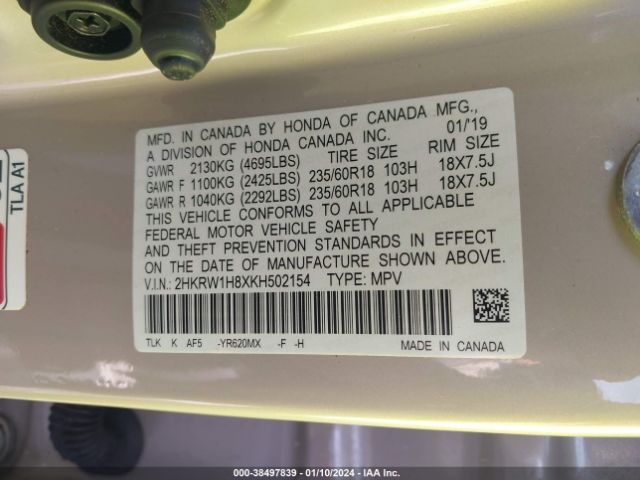 MFD. IN CANADA BY HONDA OF CANADA MFG.,
A DIVISION OF HONDA CANADA INC. 01/'19
GVWR 2130KG (4695LBS) TIRE SIZE RIM SIZE
GAWR F 1100KG (2425LBS) 235/60R18 103H 18X7.5J
GAWR R 1040KG (2292LBS) 235/60R18 103H 18X7.5J
THIS VEHICLE CONFORMS TO ALL APPLICABLE
FEDERAL MOTOR VEHICLE SAFETY
AND THEFT PREVENTION STANDARDS IN EFFECT
ON THE DATE OF MANUFACTURE SHOWN ABOVE.
V.I.N.: 2HKRW1H8XKH502154 TYPE: MPV
TLK K AF5 -YR620MX -F -H MADE IN CANADA
TLA A1
000-38497839 - 01/10/2024 - IAA Inc.